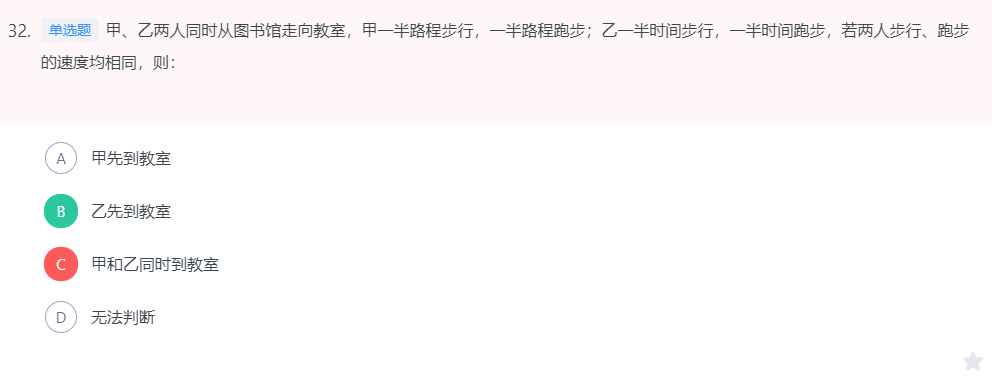 32. 单选题 甲、乙两人同时从图书馆走向教室，甲一半路程步行，一半路程跑步；乙一半时间步行，一半时间跑步，若两人步行、跑步
的速度均相同，则：
A 甲先到教室
B 乙先到教室
C 甲和乙同时到教室
D 无法判断